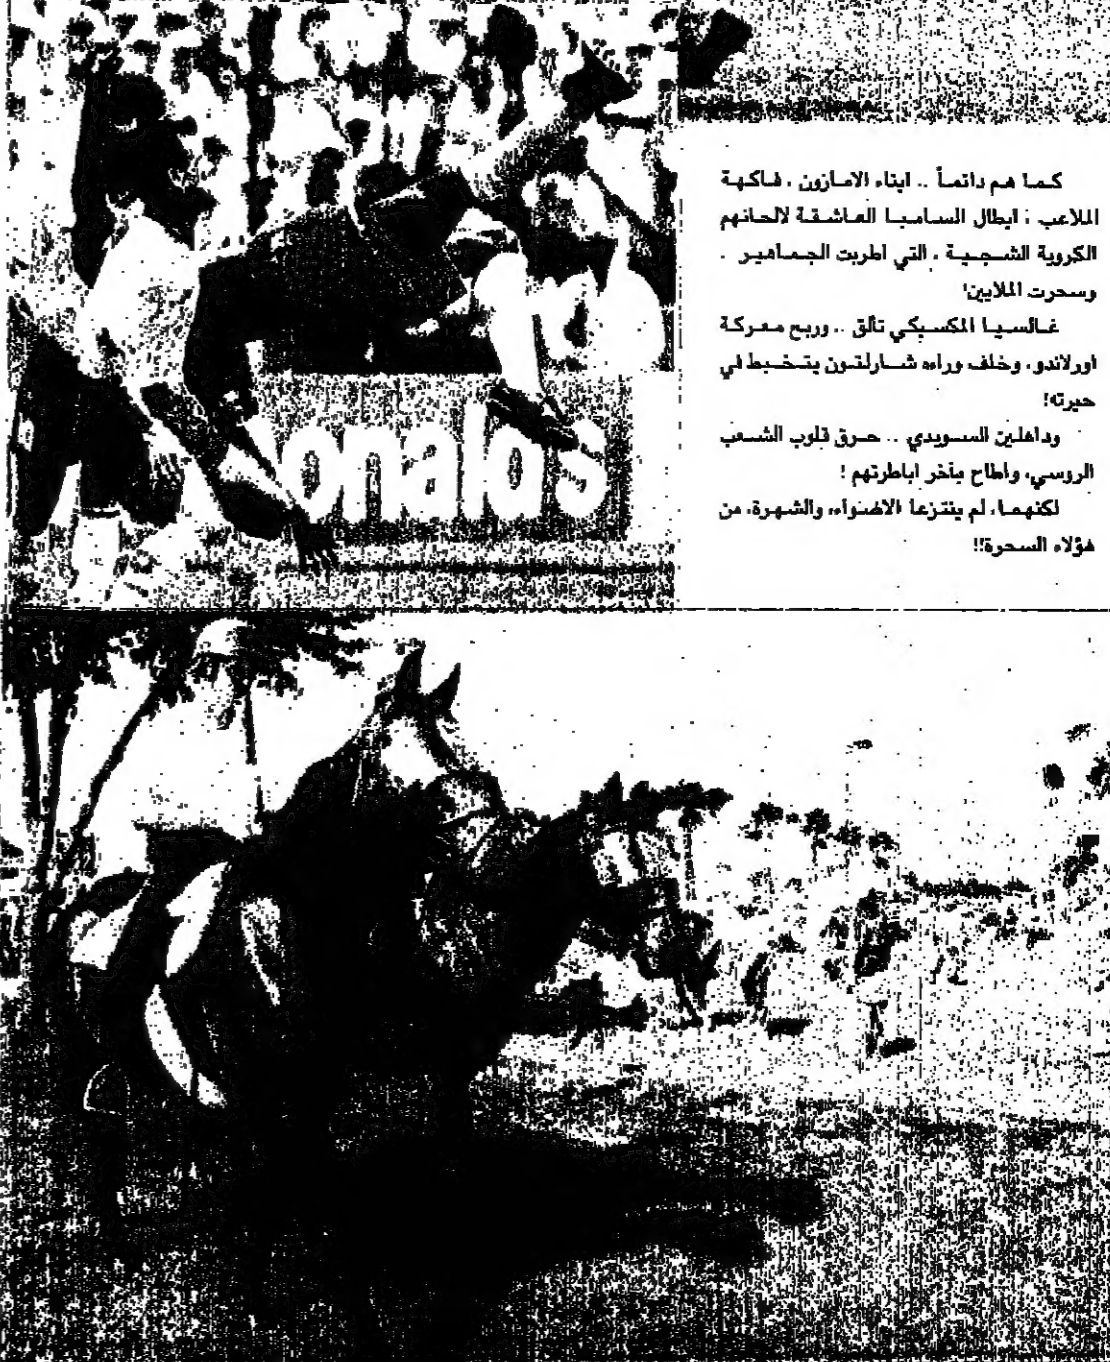 كما هم دائماً .. ابناء الامازون ، فاكهة
الملاعب ، ابطال السامبا العاشقة لالحانهم
الكروية الشجية ، التي اطربت الجماهير .
وسحرت الملايين!
غالسيا المكسيكي تألق .. وربح معركة
اورلاندو، وخلف وراءه شارلتون يتخبط في
حيرته!
وداهلين السويدي .. حرق قلوب الشعب
الروسي، واطاح بآخر اباطرتهم !
لكنهما، لم ينتزعا الاضواء، والشهرة، من
هؤلاء السحرة!!
onald's